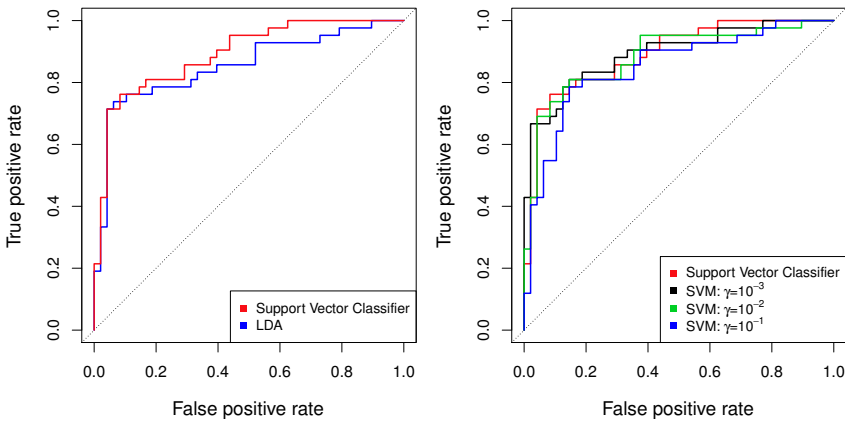 True positive rate
1.0
0.8
0.6
0.4
0.2
0.0
Support Vector Classifier
LDA
0.0 0.2 0.4 0.6 0.8 1.0
False positive rate
True positive rate
1.0
0.8
0.6
0.4
0.2
0.0
Support Vector Classifier
SVM: γ=10⁻³
SVM: γ=10⁻²
SVM: γ=10⁻¹
0.0 0.2 0.4 0.6 0.8 1.0
False positive rate